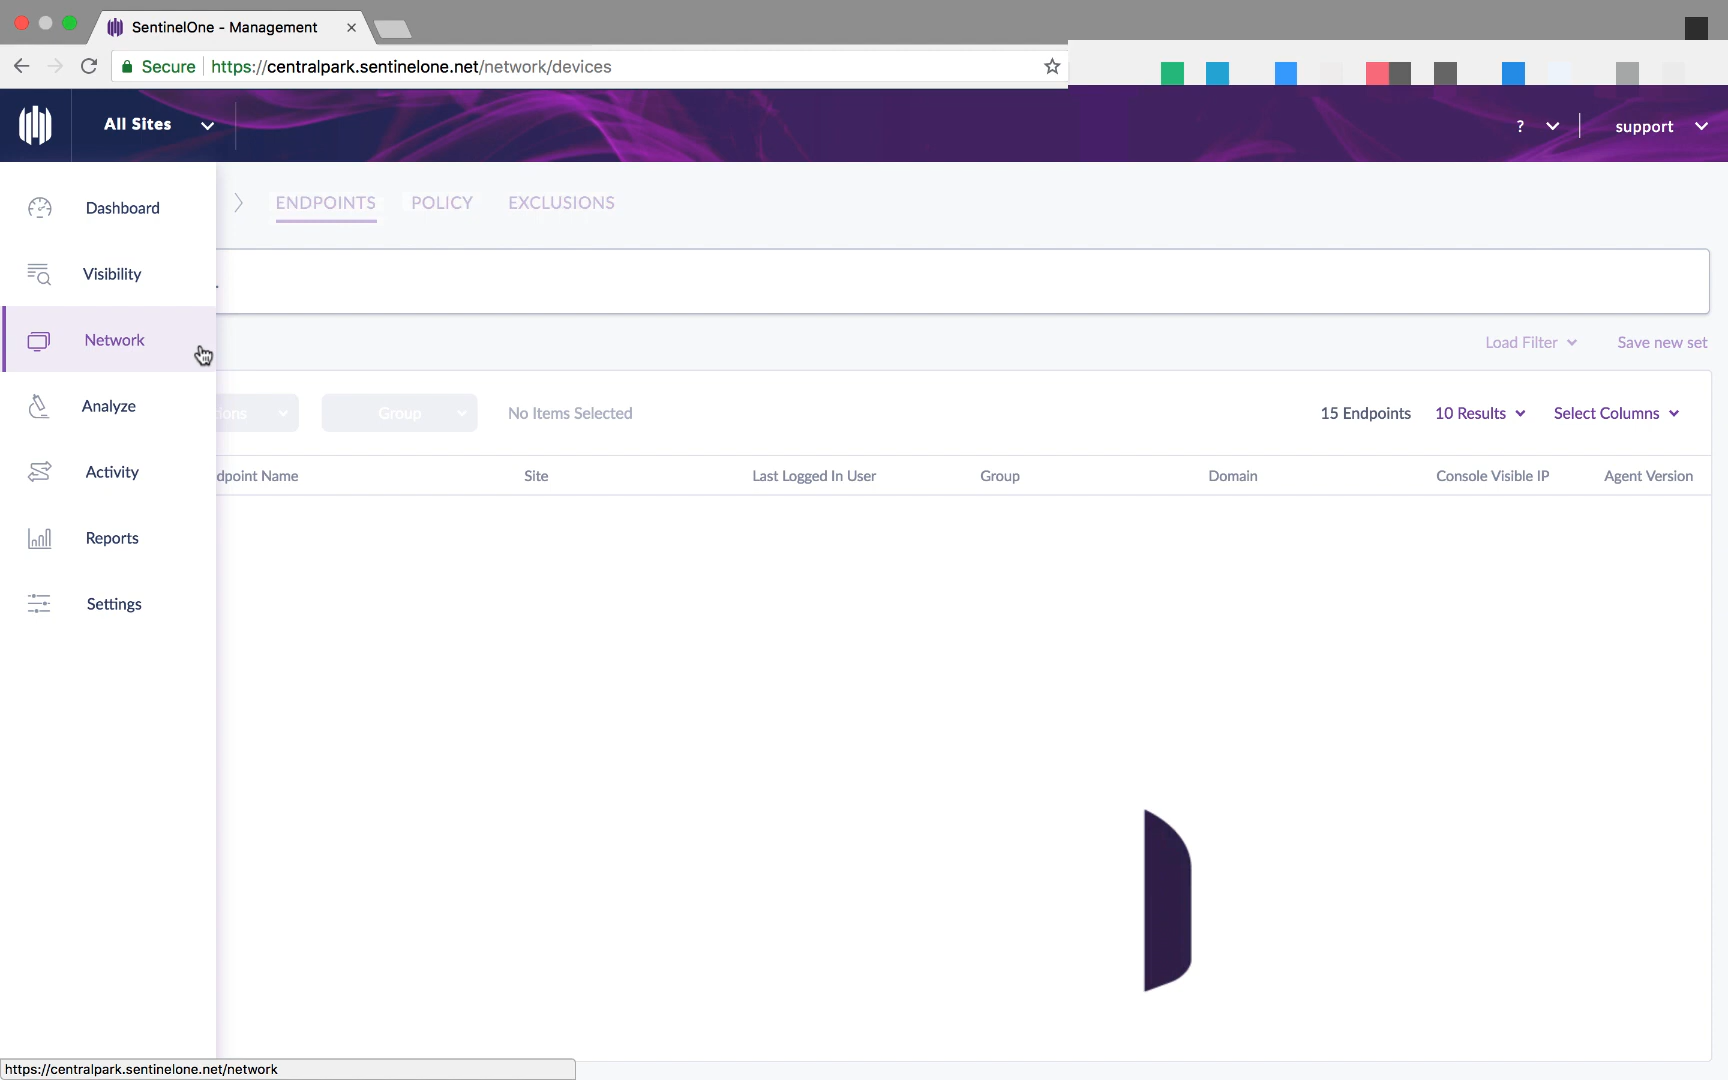 SentinelOne - Management
Secure https://centralpark.sentinelone.net/network/devices
All Sites
? support
Dashboard
Visibility
Network
Analyze
Activity
Reports
Settings
ENDPOINTS POLICY EXCLUSIONS
Load Filter Save new set
ions Group No Items Selected 15 Endpoints 10 Results Select Columns
dpoint Name Site Last Logged In User Group Domain Console Visible IP Agent Version
https://centralpark.sentinelone.net/network